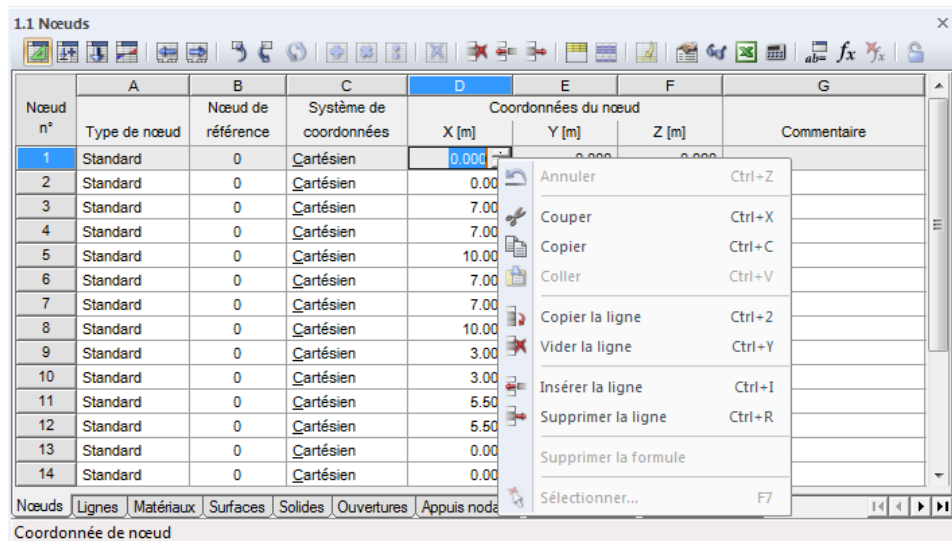 1.1 Nœuds
A B C D E F G
Nœud n° Type de nœud Nœud de référence Système de coordonnées Coordonnées du nœud X [m] Y [m] Z [m] Commentaire
1 Standard 0 Cartésien 0.000 0.000 0.000
2 Standard 0 Cartésien 0.00
3 Standard 0 Cartésien 7.00
4 Standard 0 Cartésien 7.00
5 Standard 0 Cartésien 10.00
6 Standard 0 Cartésien 7.00
7 Standard 0 Cartésien 7.00
8 Standard 0 Cartésien 10.00
9 Standard 0 Cartésien 3.00
10 Standard 0 Cartésien 3.00
11 Standard 0 Cartésien 5.50
12 Standard 0 Cartésien 5.50
13 Standard 0 Cartésien 0.00
14 Standard 0 Cartésien 0.00
Annuler Ctrl+Z
Couper Ctrl+X
Copier Ctrl+C
Coller Ctrl+V
Copier la ligne Ctrl+2
Vider la ligne Ctrl+Y
Insérer la ligne Ctrl+I
Supprimer la ligne Ctrl+R
Supprimer la formule
Sélectionner... F7
Nœuds Lignes Matériaux Surfaces Solides Ouvertures Appuis noda
Coordonnée de nœud